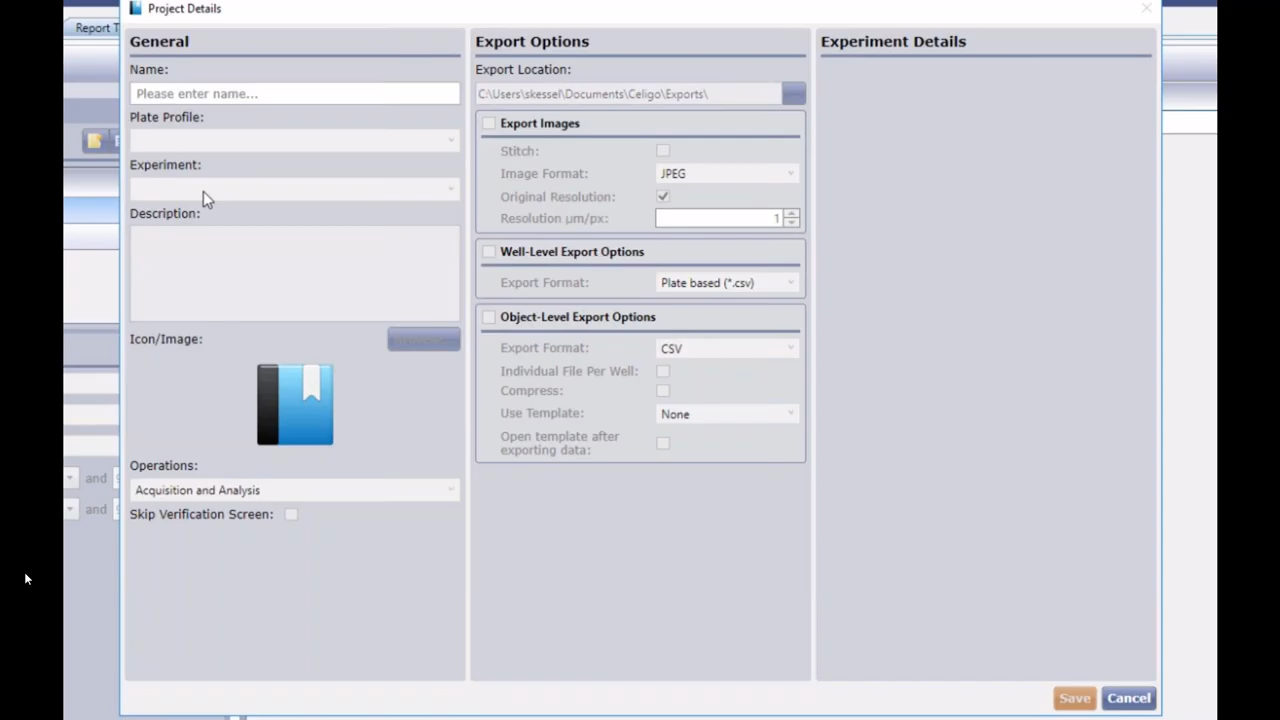 Project Details
Report T
General
Name:
Please enter name...
Plate Profile:
Experiment:
Description:
Icon/Image:
Operations:
Acquisition and Analysis
Skip Verification Screen:
and
and
Export Options
Export Location:
C:\Users\skessel\Documents\Celigo\Exports\
Export Images
Stitch:
Image Format: JPEG
Original Resolution:
Resolution µm/px: 1
Well-Level Export Options
Export Format: Plate based (*.csv)
Object-Level Export Options
Export Format: CSV
Individual File Per Well:
Compress:
Use Template: None
Open template after
exporting data:
Experiment Details
Save Cancel